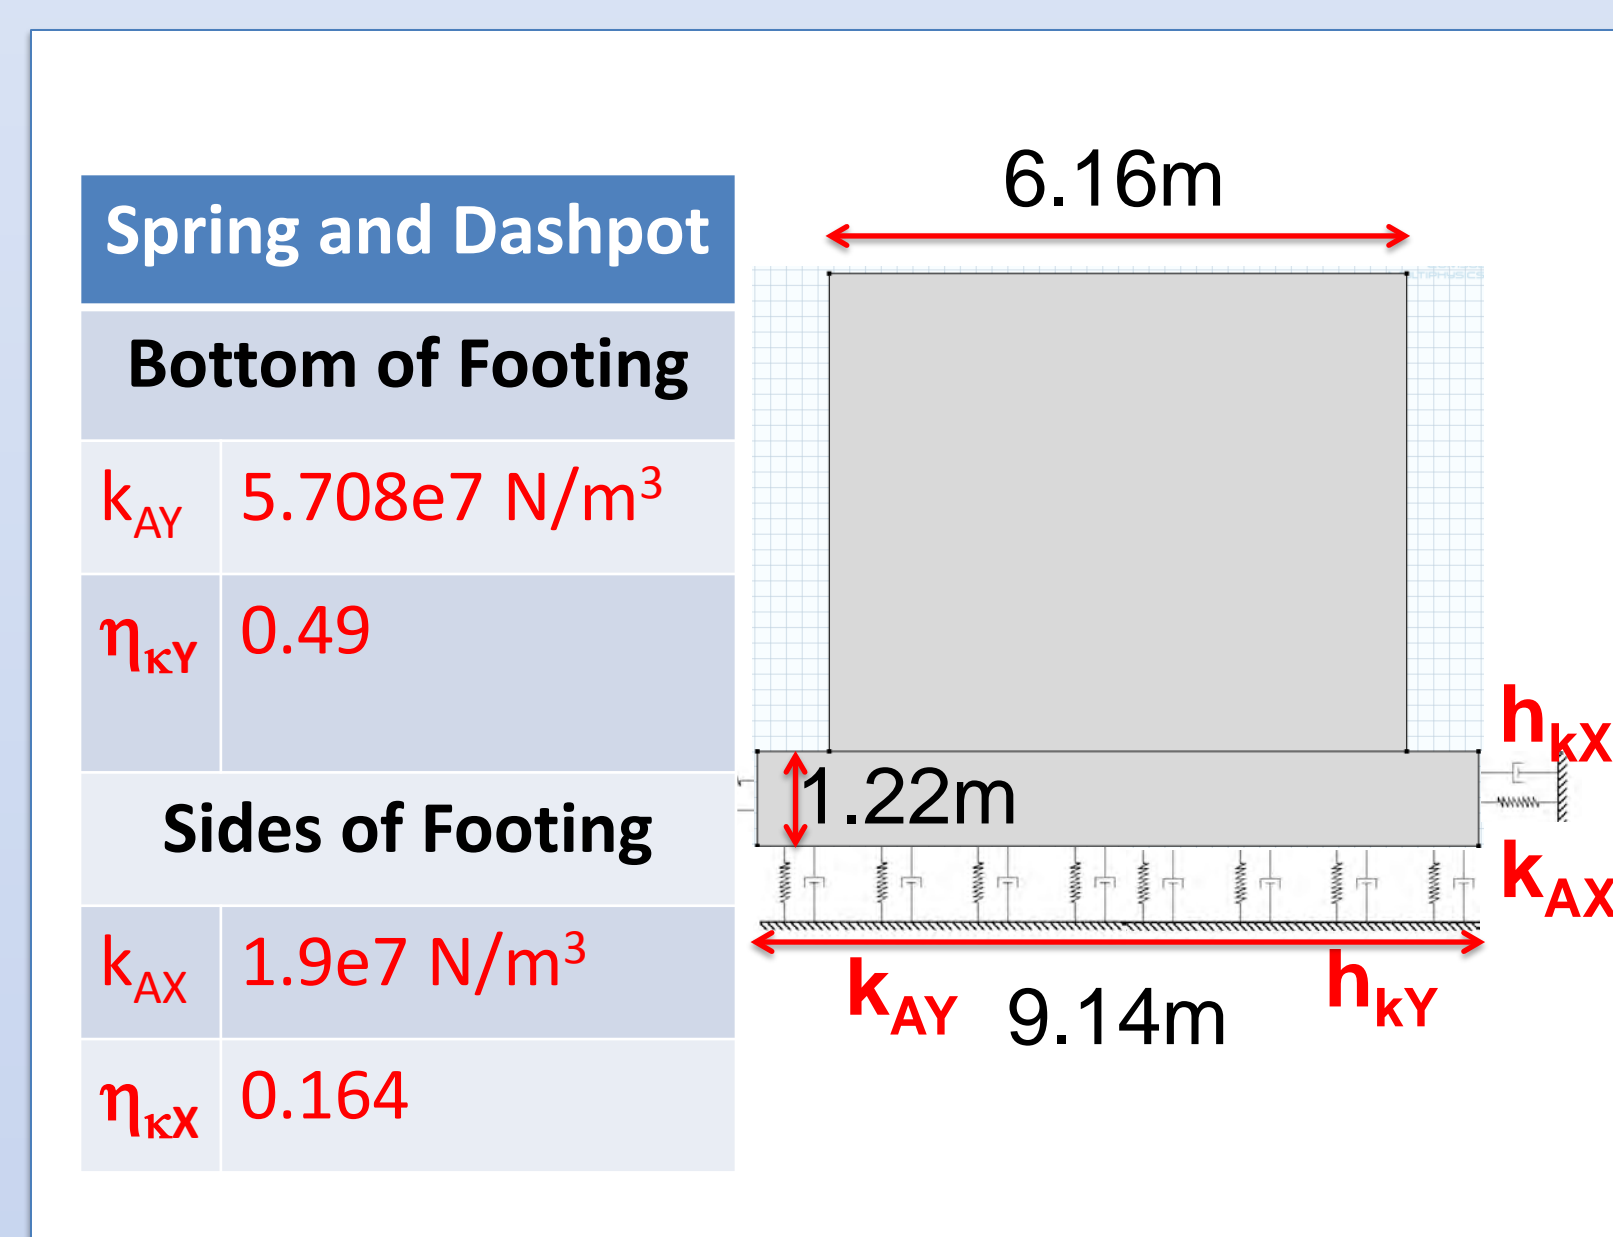 Spring and Dashpot
Bottom of Footing
kAY 5.708e7 N/m³
ηκY 0.49
Sides of Footing
kAX 1.9e7 N/m³
ηκX 0.164
6.16m
1.22m
hkX
kAX
kAY
hkY
9.14m